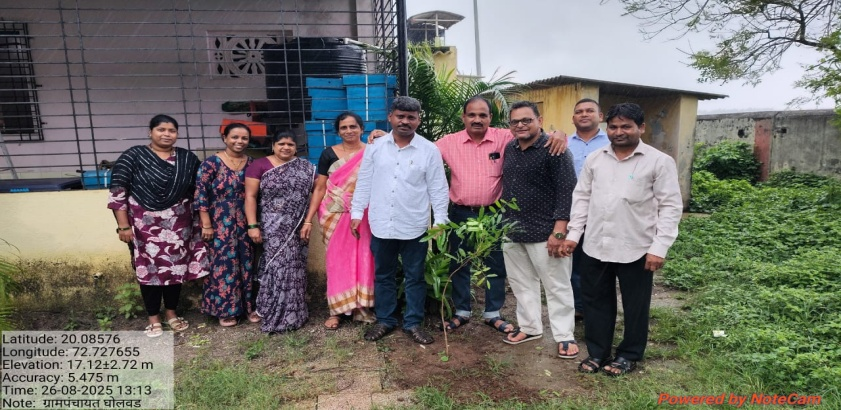 Latitude: 20.08576
Longitude: 72.727655
Elevation: 17.12±2.72 m
Accuracy: 5.475 m
Time: 26-08-2025 13:13
Note: ग्रामपंचायत घोलवड
Powered by NoteCam